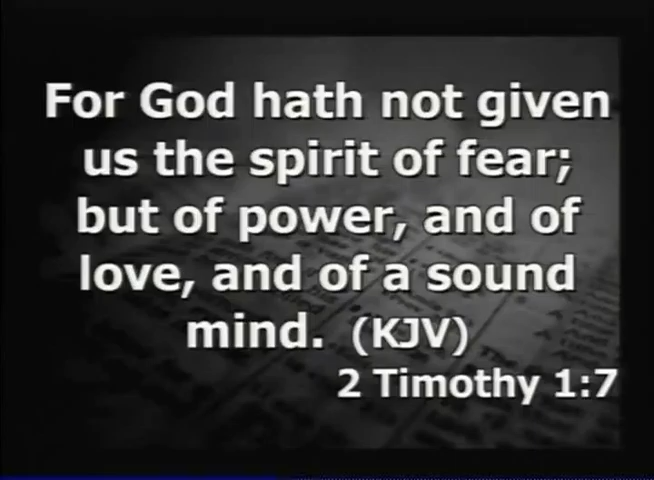 For God hath not given
us the spirit of fear;
but of power, and of
love, and of a sound
mind. (KJV)
2 Timothy 1:7